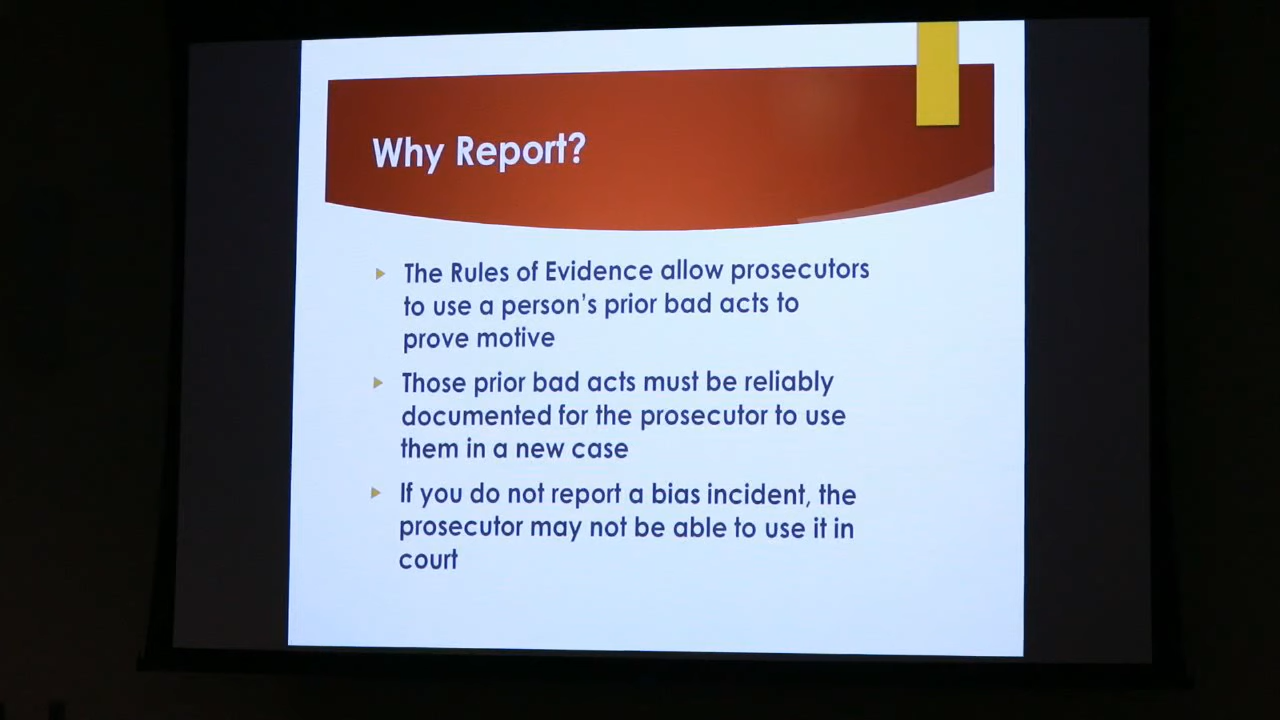 Why Report?
The Rules of Evidence allow prosecutors
to use a person's prior bad acts to
prove motive
Those prior bad acts must be reliably
documented for the prosecutor to use
them in a new case
If you do not report a bias incident, the
prosecutor may not be able to use it in
court